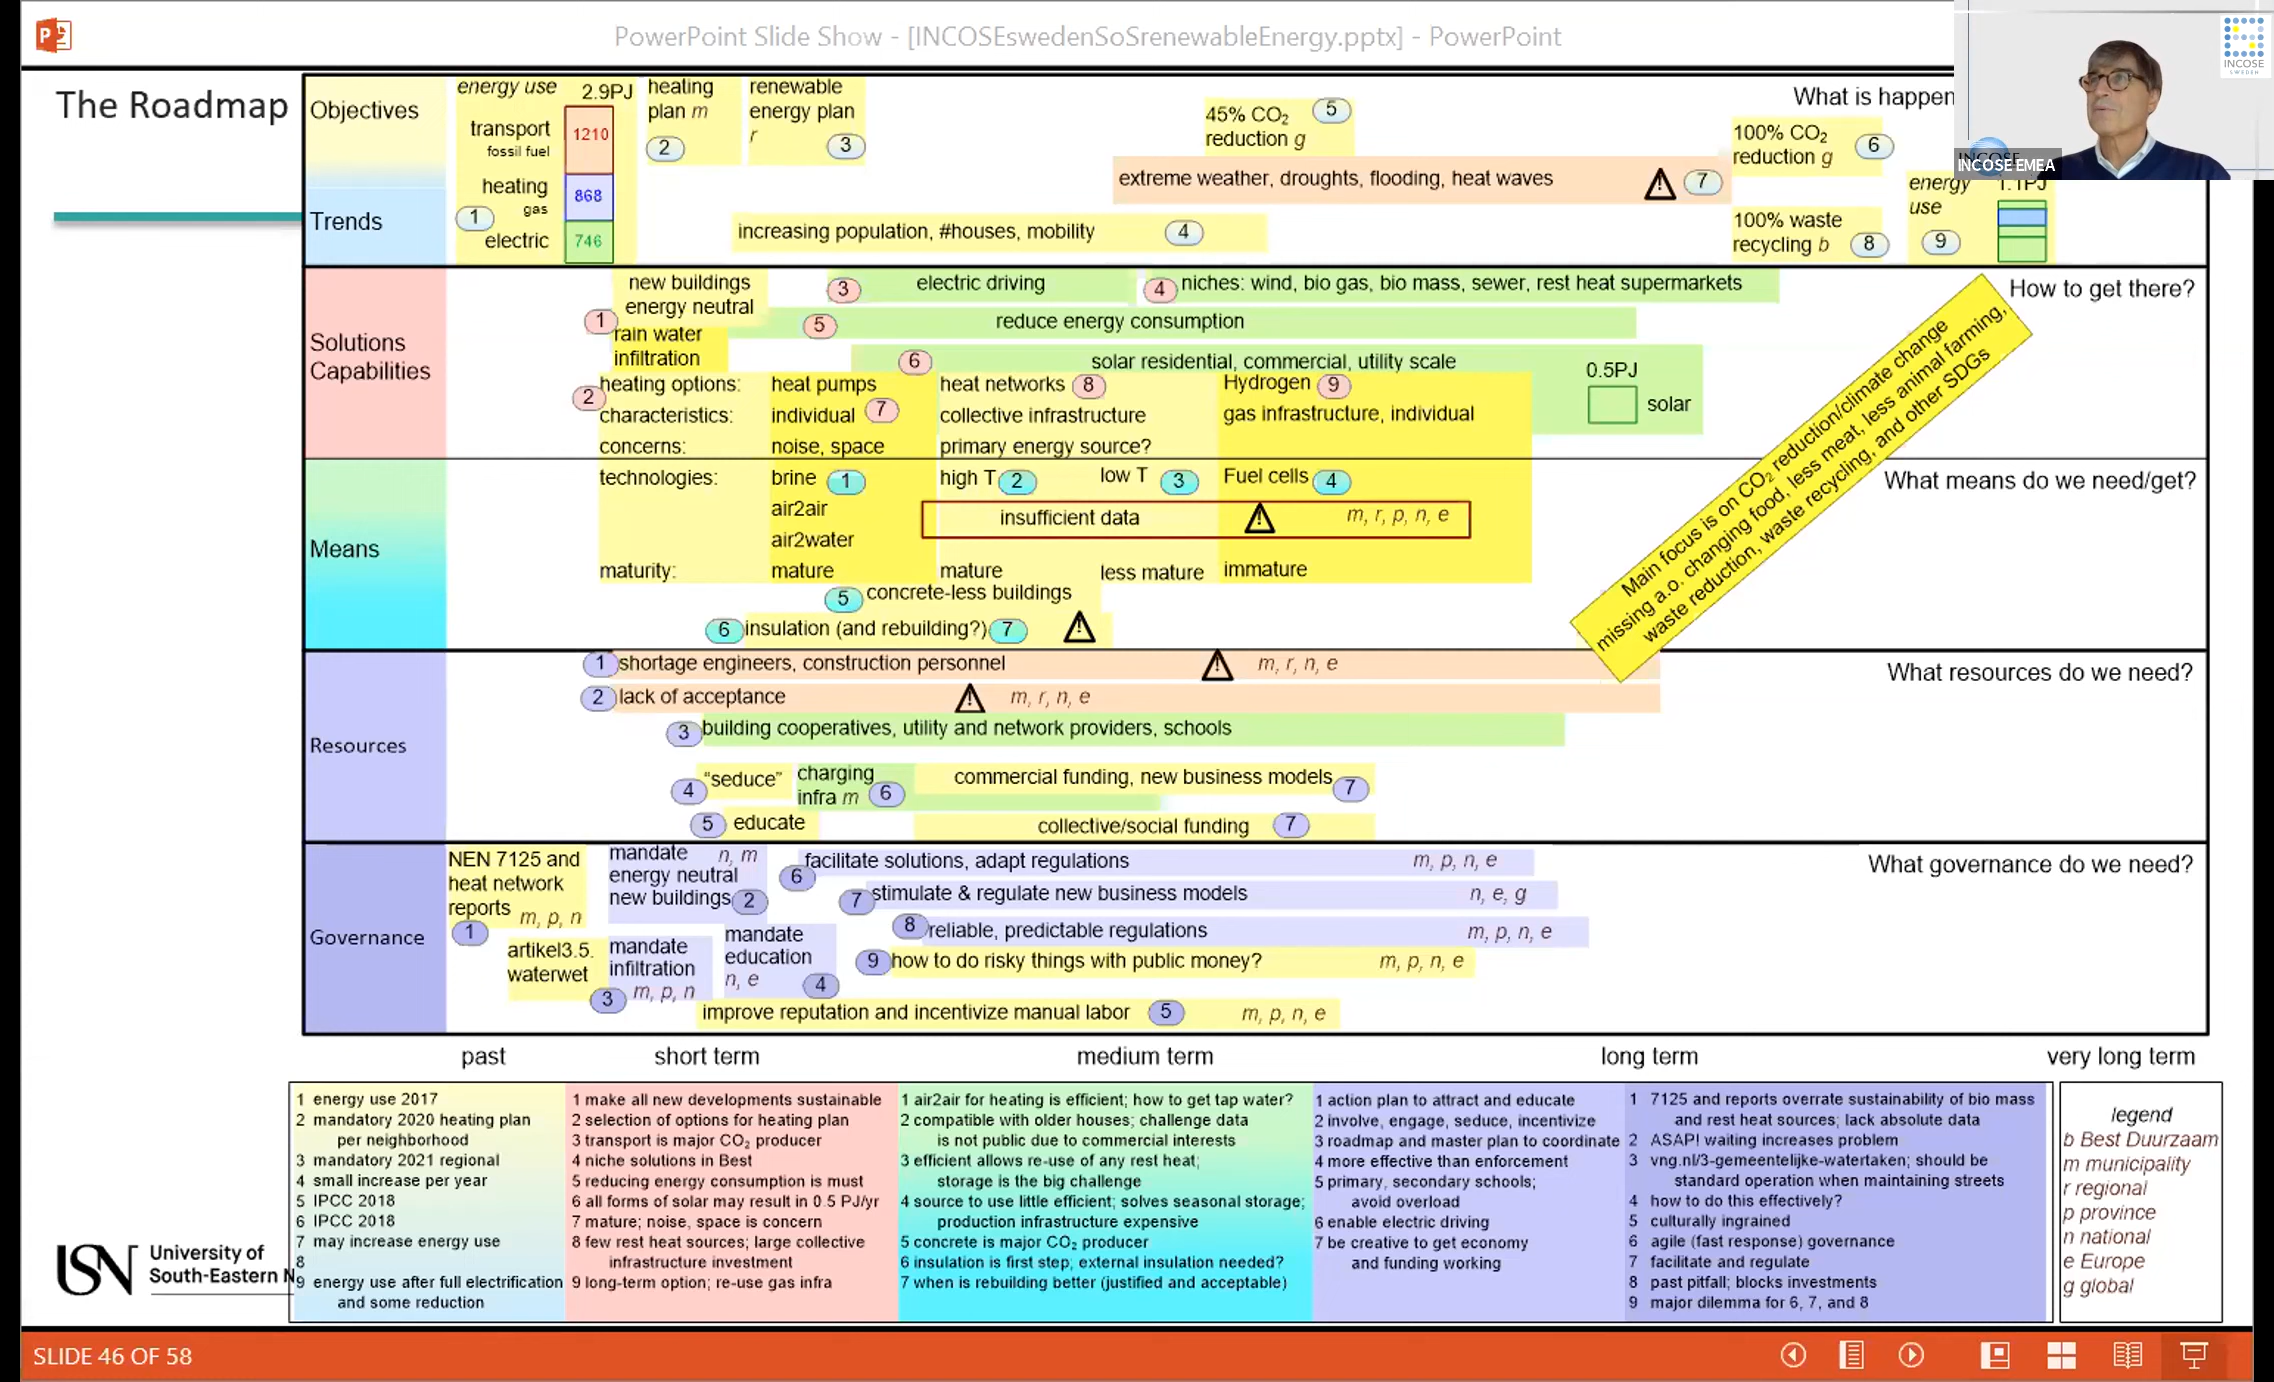 PowerPoint Slide Show - [INCOSEswedenSoSrenewableEnergy.pptx] - PowerPoint
INCOSE
SWEDEN
INCOSE
INCOSE EMEA
The Roadmap
Objectives
Trends
energy use 2.9PJ
transport
fossil fuel
1210
heating
gas
868
1
electric
746
heating
plan m
2
renewable
energy plan
r
3
45% CO₂
reduction g
5
What is happen
100% CO₂
reduction g
6
extreme weather, droughts, flooding, heat waves
7
increasing population, #houses, mobility
4
100% waste
recycling b
8
energy
use
1.1PJ
9
Solutions
Capabilities
How to get there?
new buildings
energy neutral
1
rain water
infiltration
3
electric driving
4
niches: wind, bio gas, bio mass, sewer, rest heat supermarkets
5
reduce energy consumption
6
solar residential, commercial, utility scale
0.5PJ
solar
2
heating options:
heat pumps
heat networks
8
Hydrogen
9
characteristics:
individual
7
collective infrastructure
gas infrastructure, individual
concerns:
noise, space
primary energy source?
Main focus is on CO₂ reduction/climate change
missing a.o. changing food, less meat, less animal farming,
waste reduction, waste recycling, and other SDGs
Means
What means do we need/get?
technologies:
brine
1
high T
2
low T
3
Fuel cells
4
air2air
insufficient data
m, r, p, n, e
air2water
maturity:
mature
mature
less mature
immature
5
concrete-less buildings
6
insulation (and rebuilding?)
7
Resources
What resources do we need?
1
shortage engineers, construction personnel
m, r, n, e
2
lack of acceptance
m, r, n, e
3
building cooperatives, utility and network providers, schools
4
“seduce”
charging
infra m
6
commercial funding, new business models
7
5
educate
collective/social funding
7
Governance
What governance do we need?
NEN 7125 and
heat network
reports
m, p, n
1
artikel3.5.
waterwet
mandate n, m
energy neutral
new buildings
2
mandate
infiltration
m, p, n
3
mandate
education
n, e
4
6
facilitate solutions, adapt regulations
m, p, n, e
7
stimulate & regulate new business models
n, e, g
8
reliable, predictable regulations
m, p, n, e
9
how to do risky things with public money?
m, p, n, e
improve reputation and incentivize manual labor
5
m, p, n, e
past
short term
medium term
long term
very long term
1 energy use 2017
2 mandatory 2020 heating plan
per neighborhood
3 mandatory 2021 regional
4 small increase per year
5 IPCC 2018
6 IPCC 2018
7 may increase energy use
8
9 energy use after full electrification
and some reduction
1 make all new developments sustainable
2 selection of options for heating plan
3 transport is major CO₂ producer
4 niche solutions in Best
5 reducing energy consumption is must
6 all forms of solar may result in 0.5 PJ/yr
7 mature; noise, space is concern
8 few rest heat sources; large collective
infrastructure investment
9 long-term option; re-use gas infra
1 air2air for heating is efficient; how to get tap water?
2 compatible with older houses; challenge data
is not public due to commercial interests
3 efficient allows re-use of any rest heat;
storage is the big challenge
4 source to use little efficient; solves seasonal storage;
production infrastructure expensive
5 concrete is major CO₂ producer
6 insulation is first step; external insulation needed?
7 when is rebuilding better (justified and acceptable)
1 action plan to attract and educate
2 involve, engage, seduce, incentivize
3 roadmap and master plan to coordinate
4 more effective than enforcement
5 primary, secondary schools;
avoid overload
6 enable electric driving
7 be creative to get economy
and funding working
1 7125 and reports overrate sustainability of bio mass
and rest heat sources; lack absolute data
2 ASAP! waiting increases problem
3 vng.nl/3-gemeentelijke-watertaken; should be
standard operation when maintaining streets
4 how to do this effectively?
5 culturally ingrained
6 agile (fast response) governance
7 facilitate and regulate
8 past pitfall; blocks investments
9 major dilemma for 6, 7, and 8
legend
b Best Duurzaam
m municipality
r regional
p province
n national
e Europe
g global
USN
University of
South-Eastern N
SLIDE 46 OF 58